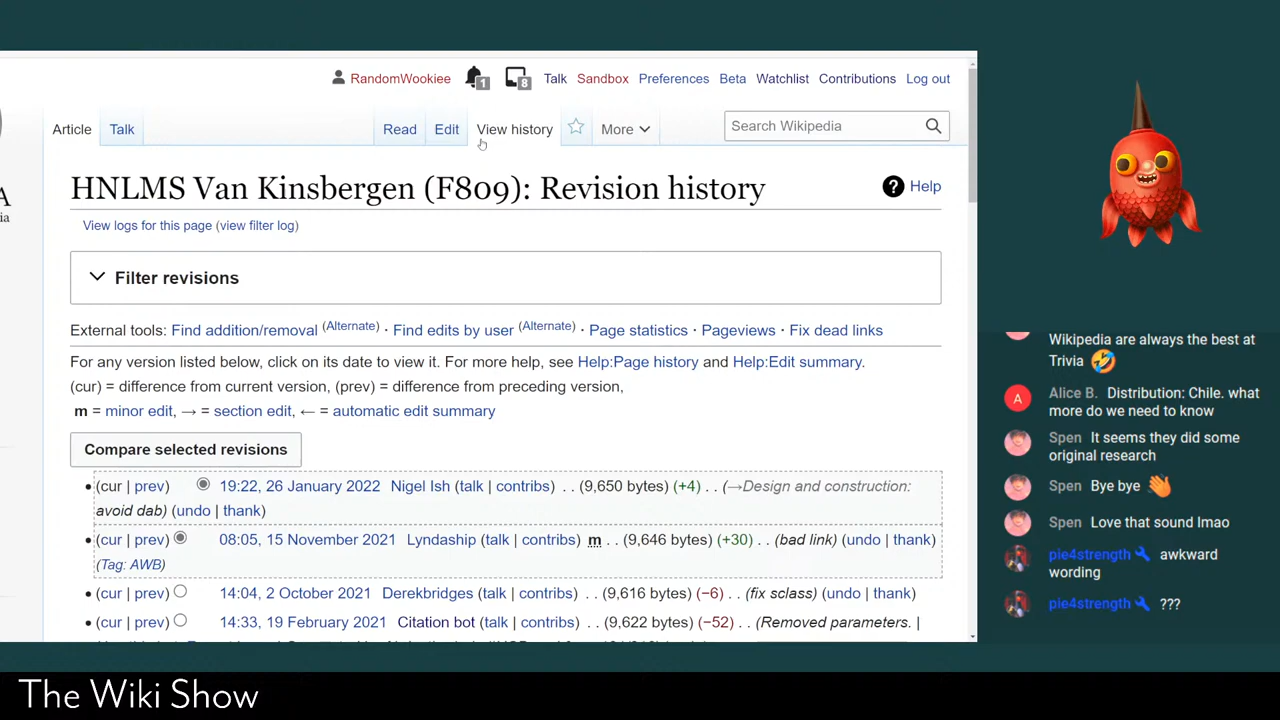 RandomWookiee 1 8 Talk Sandbox Preferences Beta Watchlist Contributions Log out
Article Talk Read Edit View history More Search Wikipedia
A
ia
HNLMS Van Kinsbergen (F809): Revision history
? Help
View logs for this page (view filter log)
Filter revisions
External tools: Find addition/removal (Alternate) · Find edits by user (Alternate) · Page statistics · Pageviews · Fix dead links
For any version listed below, click on its date to view it. For more help, see Help:Page history and Help:Edit summary.
(cur) = difference from current version, (prev) = difference from preceding version,
m = minor edit, → = section edit, ← = automatic edit summary
Compare selected revisions
• (cur | prev) 19:22, 26 January 2022 Nigel Ish (talk | contribs) . . (9,650 bytes) (+4) . . (→Design and construction:
avoid dab) (undo | thank)
• (cur | prev) 08:05, 15 November 2021 Lyndaship (talk | contribs) m . . (9,646 bytes) (+30) . . (bad link) (undo | thank)
(Tag: AWB)
• (cur | prev) 14:04, 2 October 2021 Derekbridges (talk | contribs) . . (9,616 bytes) (−6) . . (fix sclass) (undo | thank)
• (cur | prev) 14:33, 19 February 2021 Citation bot (talk | contribs) . . (9,622 bytes) (−52) . . (Removed parameters. |
Wikipedia are always the best at
Trivia 🤣
A Alice B. Distribution: Chile. what
more do we need to know
Spen It seems they did some
original research
Spen Bye bye 👋
Spen Love that sound lmao
pie4strength awkward
wording
pie4strength ???
The Wiki Show